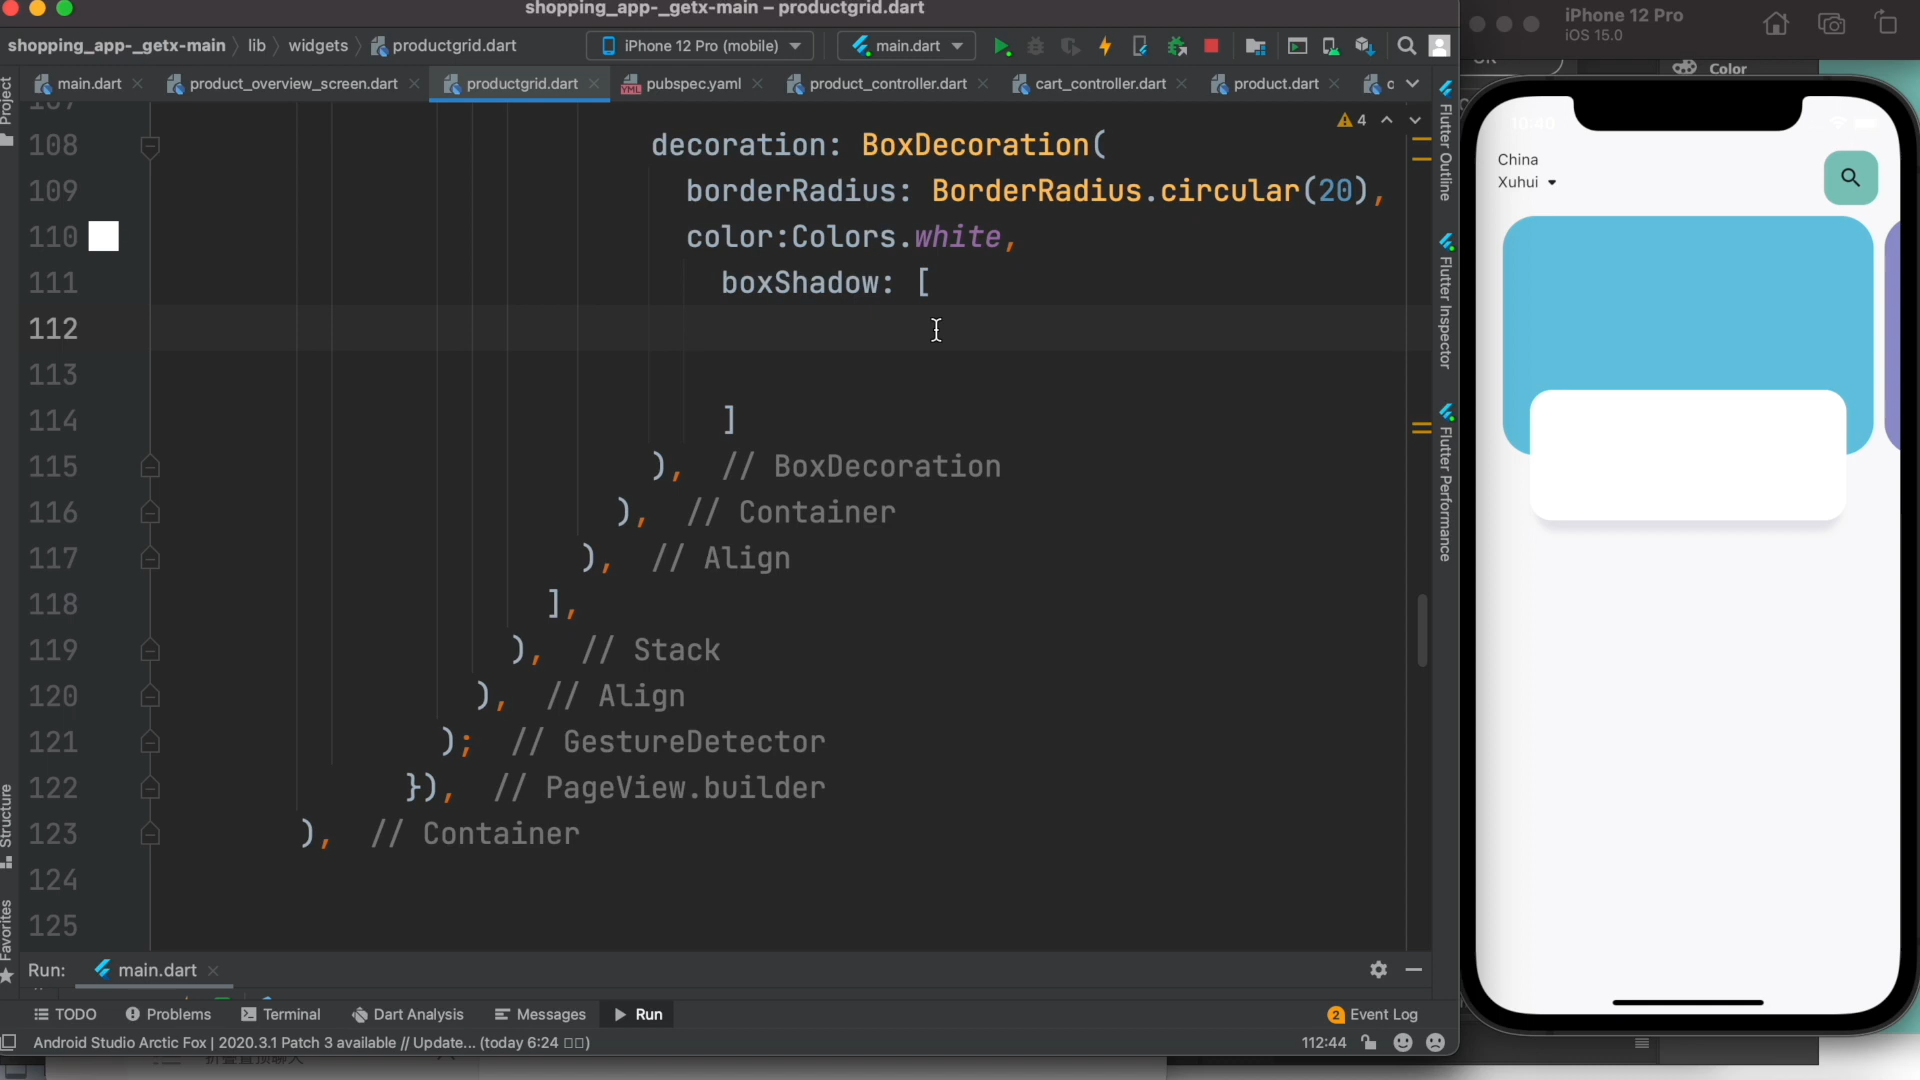 shopping_app-_getx-main – productgrid.dart
shopping_app-_getx-main
lib
widgets
productgrid.dart
iPhone 12 Pro (mobile)
main.dart
main.dart
product_overview_screen.dart
productgrid.dart
pubspec.yaml
product_controller.dart
cart_controller.dart
product.dart
Project
4
108 decoration: BoxDecoration(
109 borderRadius: BorderRadius.circular(20),
110 color:Colors.white,
111 boxShadow: [
112
113
114 ]
115 ), // BoxDecoration
116 ), // Container
117 ), // Align
118 ],
119 ), // Stack
120 ), // Align
121 ); // GestureDetector
122 }), // PageView.builder
123 ), // Container
124
125
Structure
Favorites
Flutter Outline
Flutter Inspector
Flutter Performance
Run:
main.dart
TODO
Problems
Terminal
Dart Analysis
Messages
Run
2 Event Log
Android Studio Arctic Fox | 2020.3.1 Patch 3 available // Update... (today 6:24
112:44
iPhone 12 Pro
iOS 15.0
Color
China
Xuhui